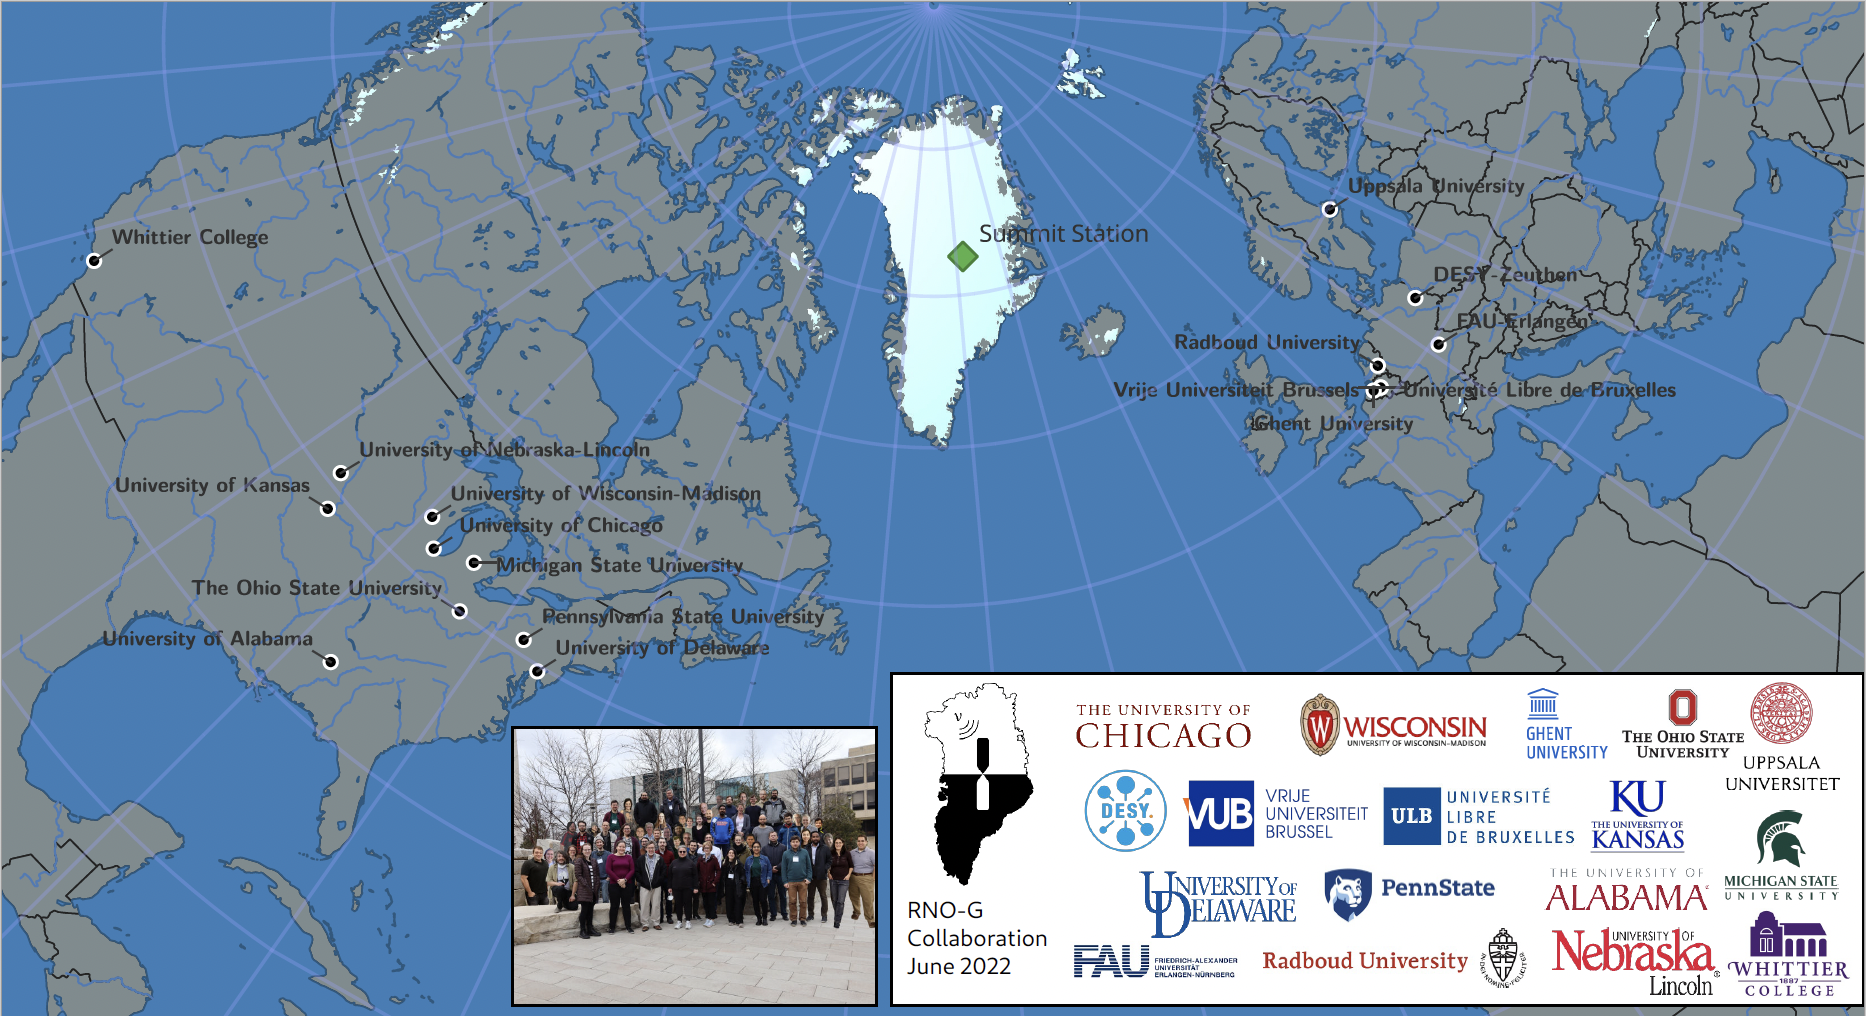 Summit Station
Whittier College
University of Nebraska-Lincoln
University of Kansas
University of Wisconsin-Madison
University of Chicago
Michigan State University
The Ohio State University
Pennsylvania State University
University of Alabama
University of Delaware
Uppsala University
DESY-Zeuthen
FAU-Erlangen
Radboud University
Vrije Universiteit Brussels
Université Libre de Bruxelles
Ghent University
RNO-G
Collaboration
June 2022
THE UNIVERSITY OF
CHICAGO
W
WISCONSIN
UNIVERSITY OF WISCONSIN-MADISON
GHENT
UNIVERSITY
THE OHIO STATE
UNIVERSITY
UPPSALA
UNIVERSITET
DESY.
VUB
VRIJE
UNIVERSITEIT
BRUSSEL
ULB
UNIVERSITÉ
LIBRE
DE BRUXELLES
KU
THE UNIVERSITY OF
KANSAS
MICHIGAN STATE
UNIVERSITY
UNIVERSITY OF
DELAWARE
PennState
THE UNIVERSITY OF
ALABAMA
FAU
FRIEDRICH-ALEXANDER
UNIVERSITÄT
ERLANGEN-NÜRNBERG
Radboud University
UNIVERSITY OF
Nebraska
Lincoln
WHITTIER
1887
COLLEGE